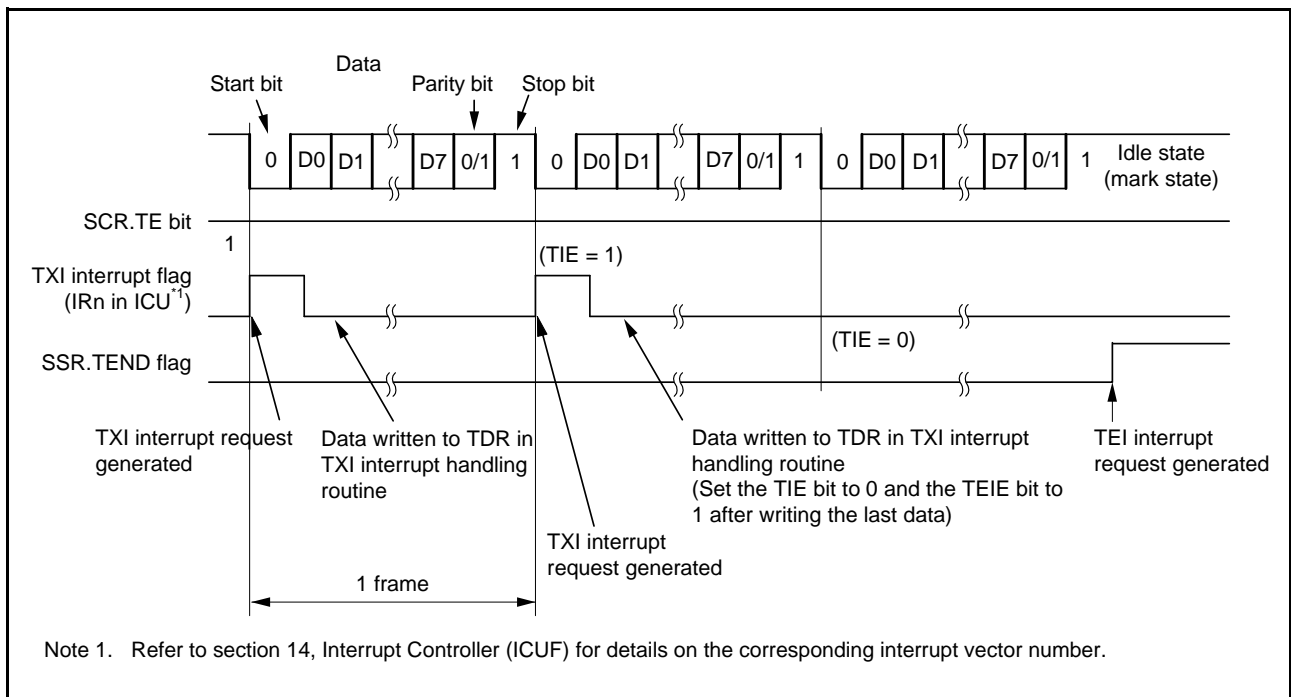 Data
Start bit
Parity bit
Stop bit
0 D0 D1 D7 0/1 1 0 D0 D1 D7 0/1 1 0 D0 D1 D7 0/1 1
Idle state
(mark state)
SCR.TE bit
1
(TIE = 1)
TXI interrupt flag
(IRn in ICU*1)
(TIE = 0)
SSR.TEND flag
TXI interrupt request
generated
Data written to TDR in
TXI interrupt handling
routine
Data written to TDR in TXI interrupt
handling routine
(Set the TIE bit to 0 and the TEIE bit to
1 after writing the last data)
TEI interrupt
request generated
TXI interrupt
request generated
1 frame
Note 1. Refer to section 14, Interrupt Controller (ICUF) for details on the corresponding interrupt vector number.